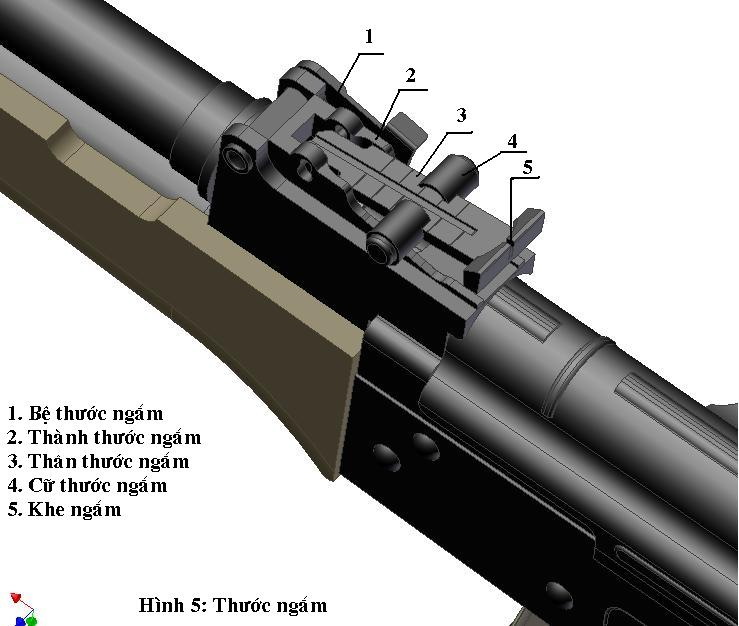 1
2
3
4
5
1. Bệ thước ngắm
2. Thành thước ngắm
3. Thân thước ngắm
4. Cữ thước ngắm
5. Khe ngắm
Hình 5: Thước ngắm